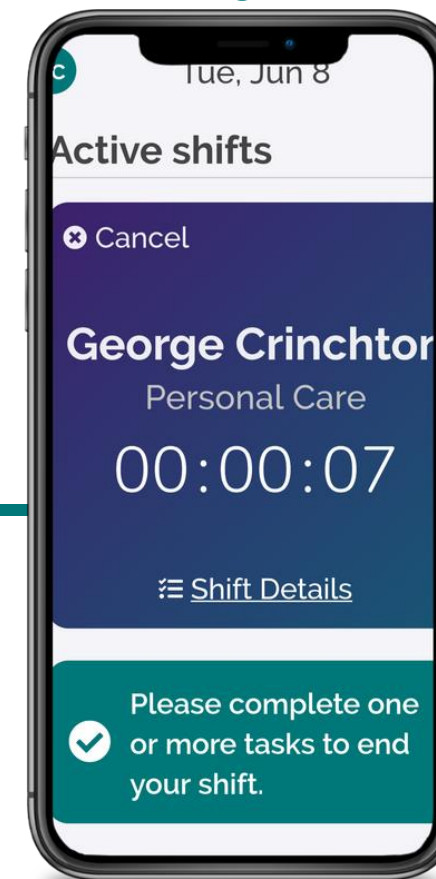 C
Tue, Jun 8
Active shifts
Cancel
George Crinchton
Personal Care
00:00:07
Shift Details
Please complete one
or more tasks to end
your shift.